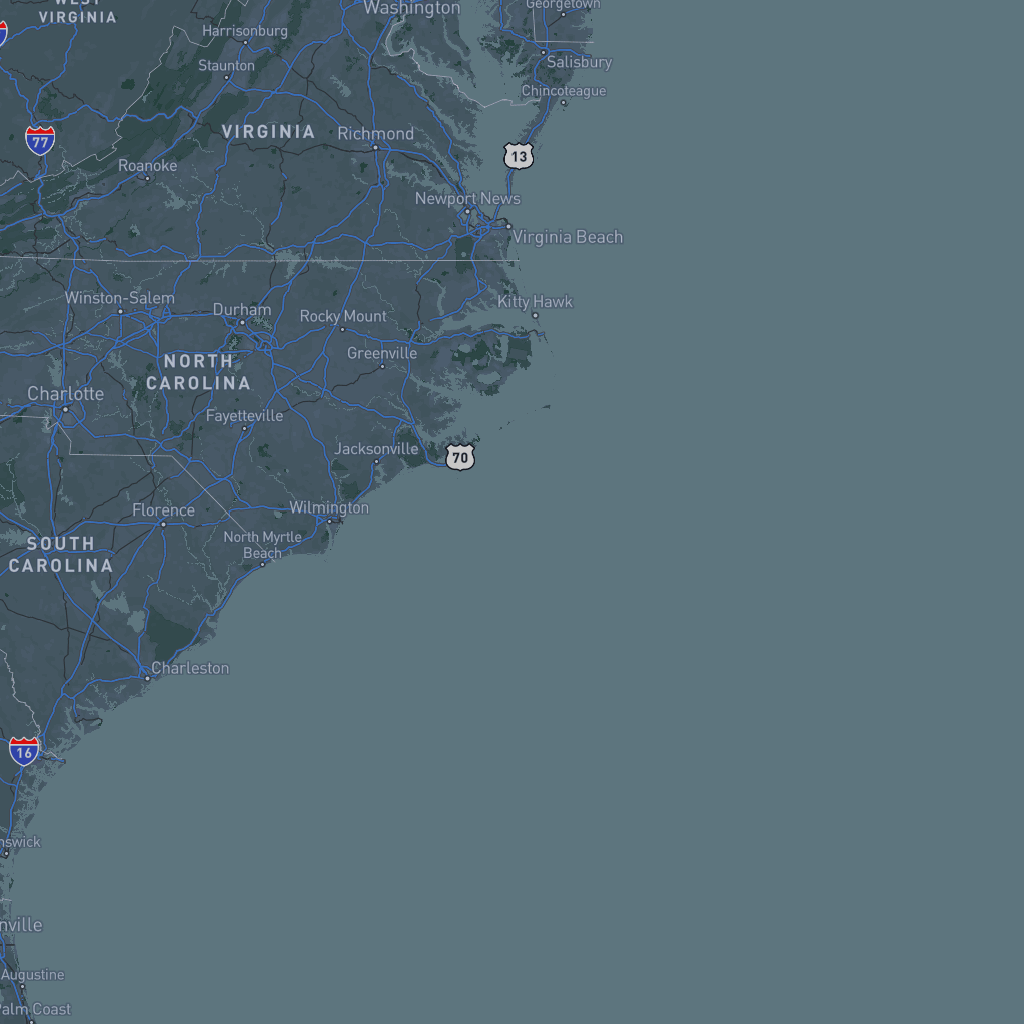 WEST
VIRGINIA
Washington
Georgetown
Harrisonburg
Salisbury
Staunton
Chincoteague
VIRGINIA
Richmond
77
13
Roanoke
Newport News
Virginia Beach
Winston-Salem
Durham
Rocky Mount
Kitty Hawk
NORTH
CAROLINA
Greenville
Charlotte
Fayetteville
Jacksonville
70
Florence
Wilmington
North Myrtle
Beach
SOUTH
CAROLINA
Charleston
16
nswick
nville
Augustine
Palm Coast